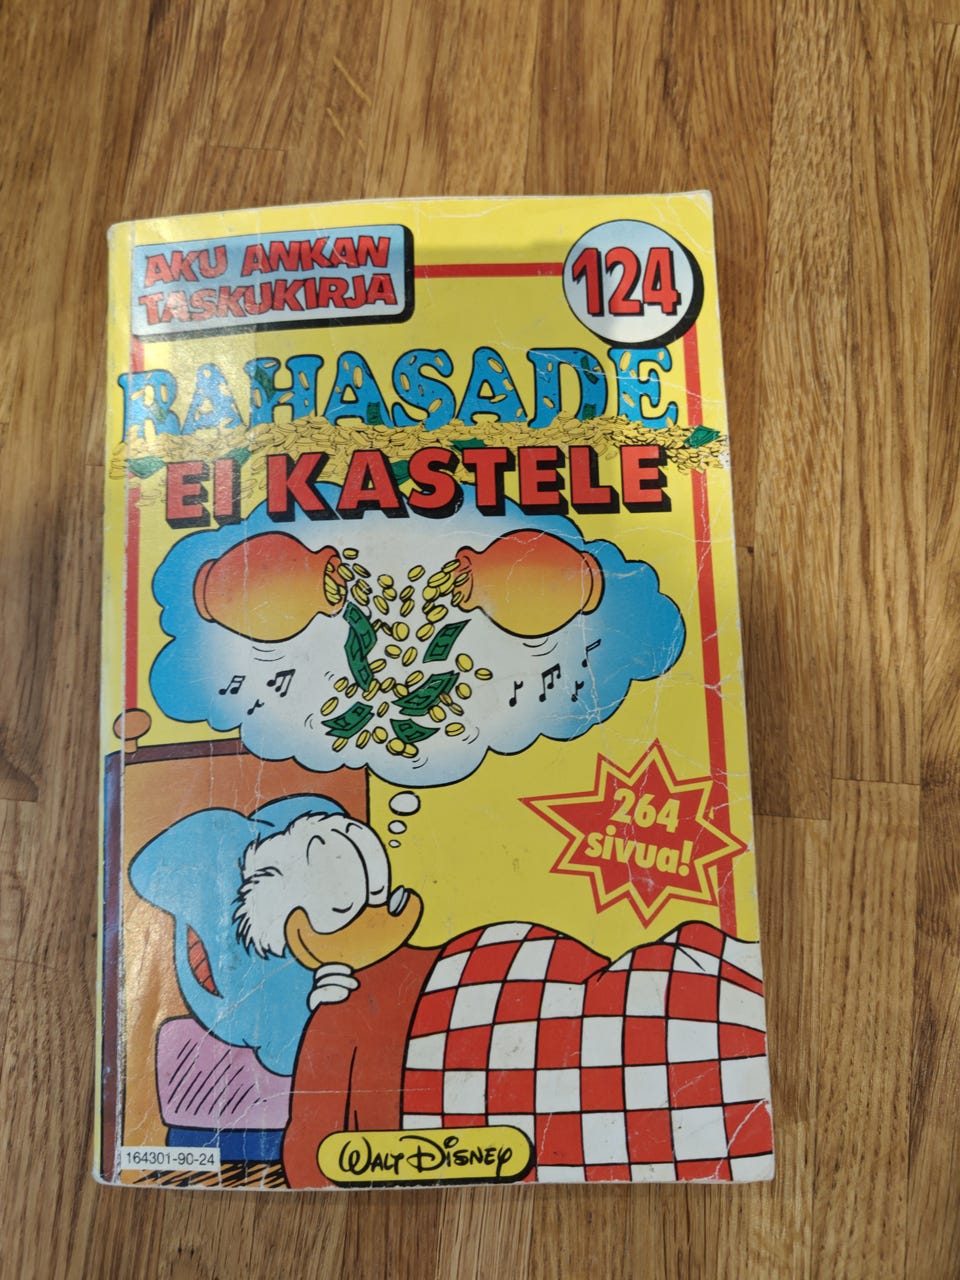 AKU ANKAN
TASKUKIRJA
124
RAHASADE
EI KASTELE
264
sivua!
164301-90-24
WALT DISNEY